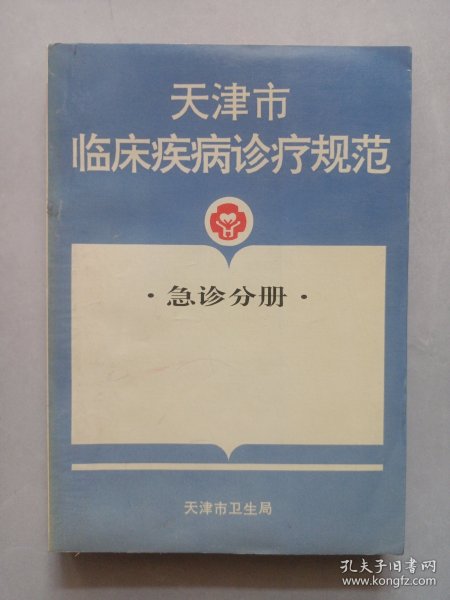 天津市
临床疾病诊疗规范
·急诊分册·
天津市卫生局
孔夫子旧书网
www.kongfz.com